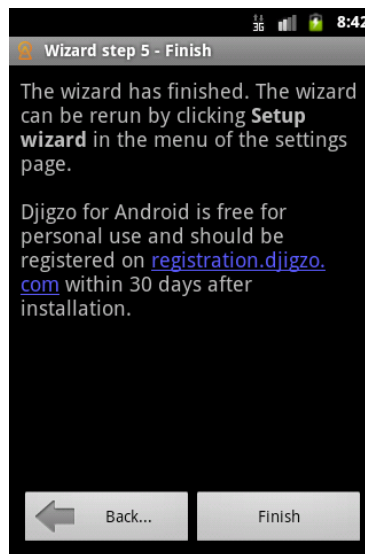 3G 8:42
Wizard step 5 - Finish
The wizard has finished. The wizard
can be rerun by clicking Setup
wizard in the menu of the settings
page.
Djigzo for Android is free for
personal use and should be
registered on registration.djigzo.
com within 30 days after
installation.
Back...
Finish